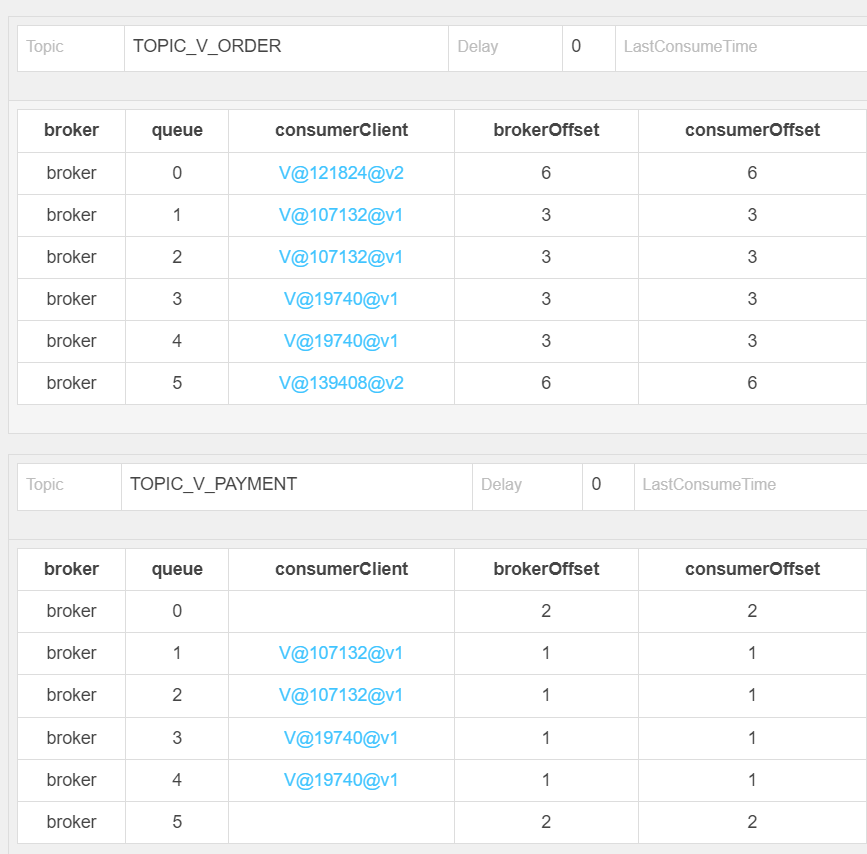 Topic TOPIC_V_ORDER Delay 0 LastConsumeTime
broker queue consumerClient brokerOffset consumerOffset
broker 0 V@121824@v2 6 6
broker 1 V@107132@v1 3 3
broker 2 V@107132@v1 3 3
broker 3 V@19740@v1 3 3
broker 4 V@19740@v1 3 3
broker 5 V@139408@v2 6 6
Topic TOPIC_V_PAYMENT Delay 0 LastConsumeTime
broker queue consumerClient brokerOffset consumerOffset
broker 0 2 2
broker 1 V@107132@v1 1 1
broker 2 V@107132@v1 1 1
broker 3 V@19740@v1 1 1
broker 4 V@19740@v1 1 1
broker 5 2 2